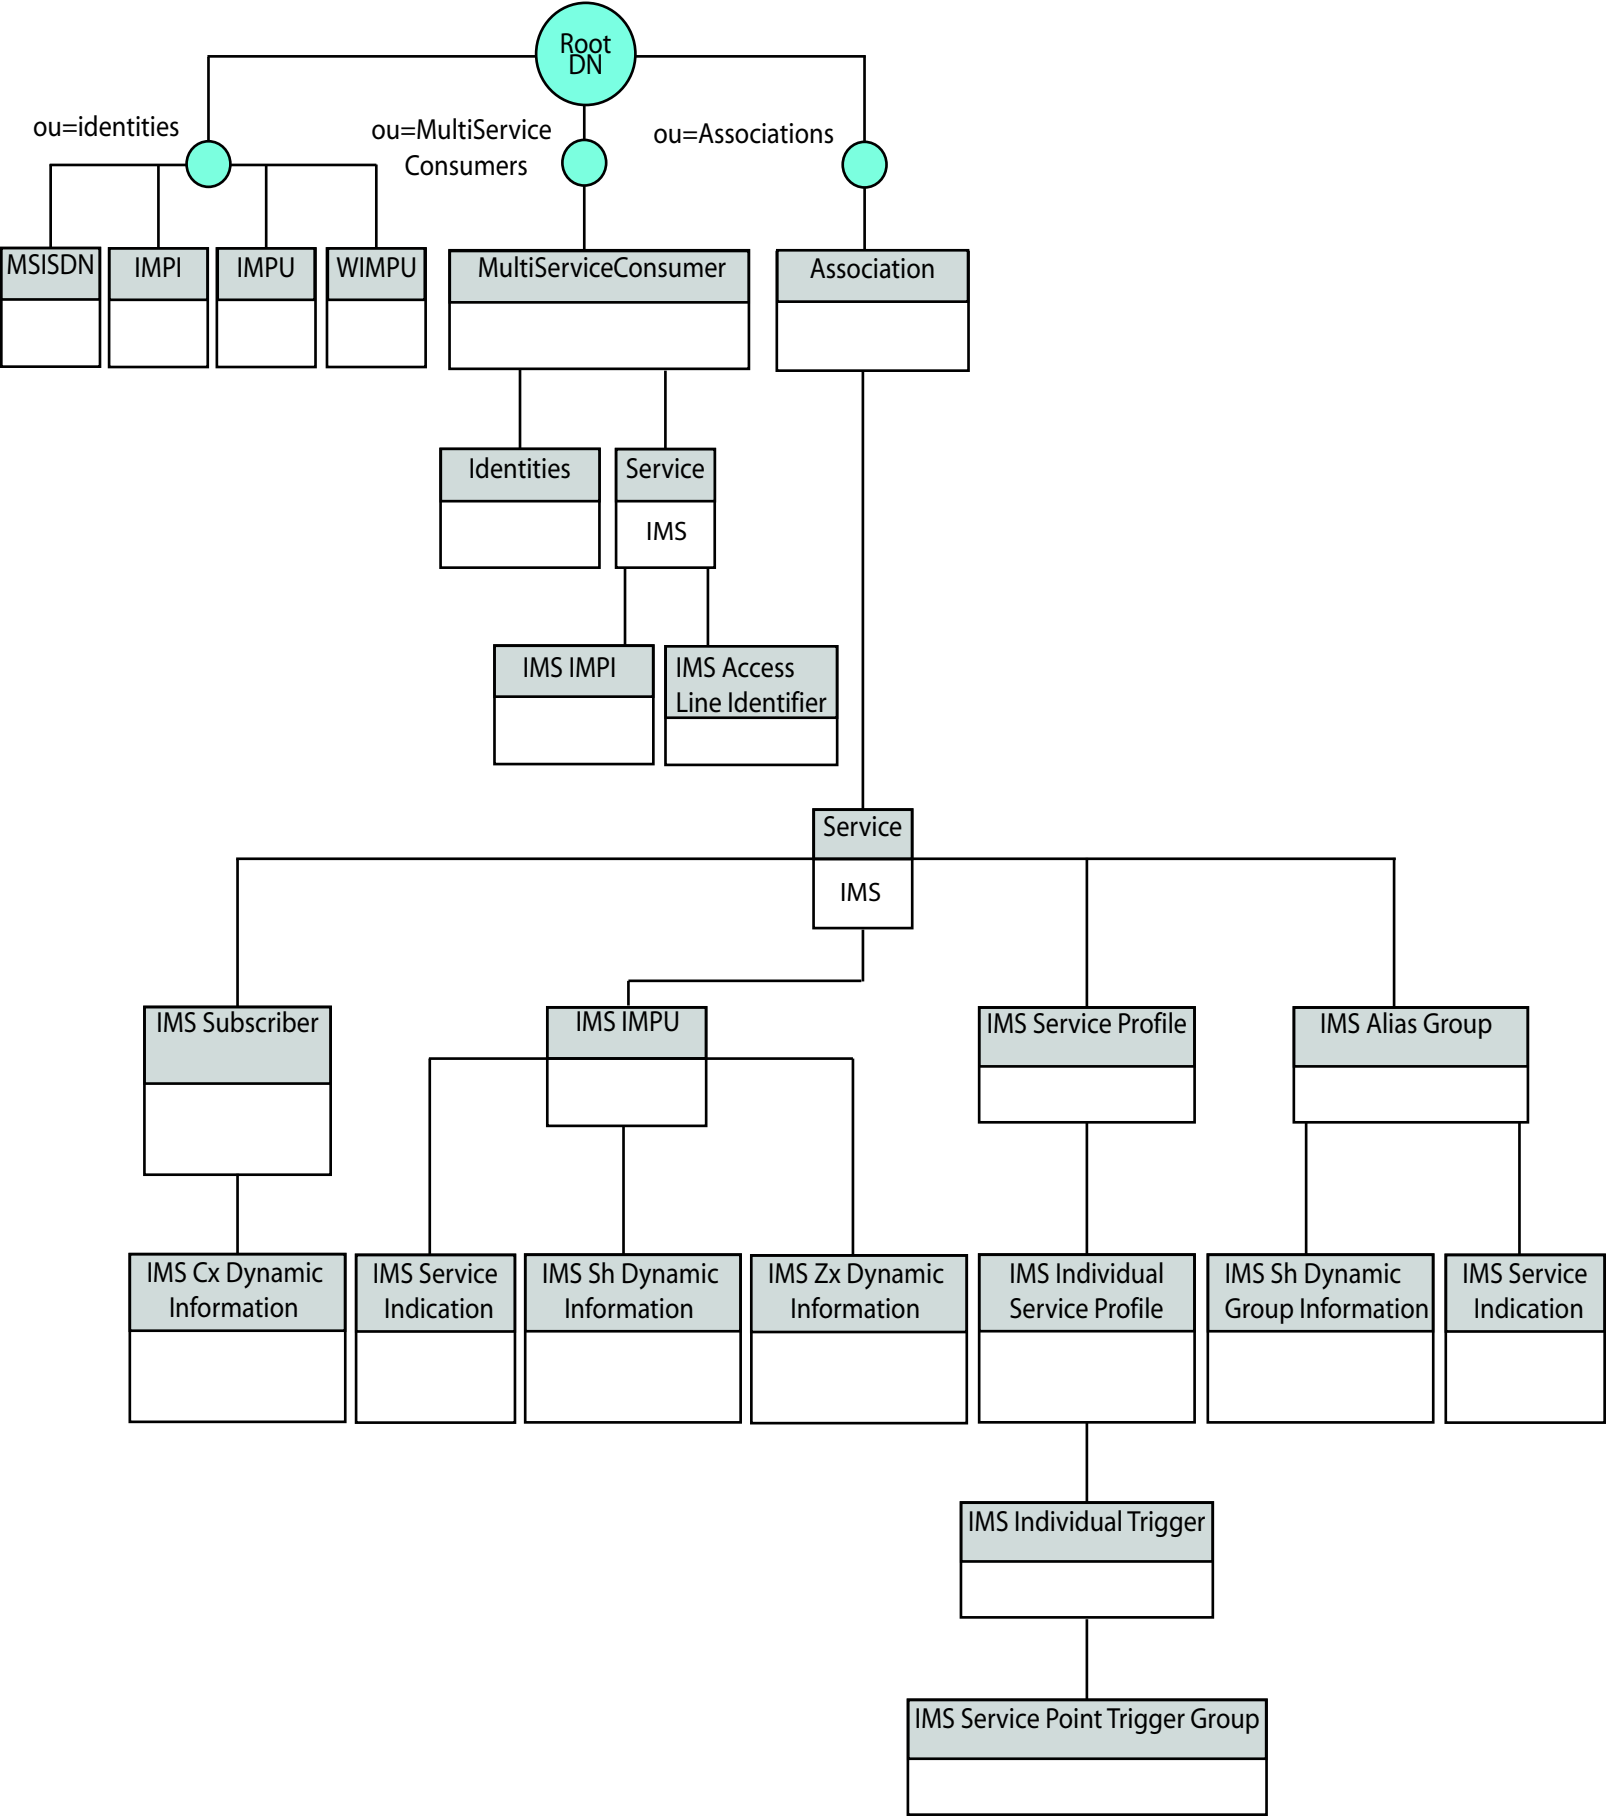 Root
DN
ou=identities
ou=MultiService
Consumers
ou=Associations
MSISDN
IMPI
IMPU
WIMPU
MultiServiceConsumer
Association
Identities
Service
IMS
IMS IMPI
IMS Access
Line Identifier
Service
IMS
IMS Subscriber
IMS IMPU
IMS Service Profile
IMS Alias Group
IMS Cx Dynamic
Information
IMS Service
Indication
IMS Sh Dynamic
Information
IMS Zx Dynamic
Information
IMS Individual
Service Profile
IMS Sh Dynamic
Group Information
IMS Service
Indication
IMS Individual Trigger
IMS Service Point Trigger Group